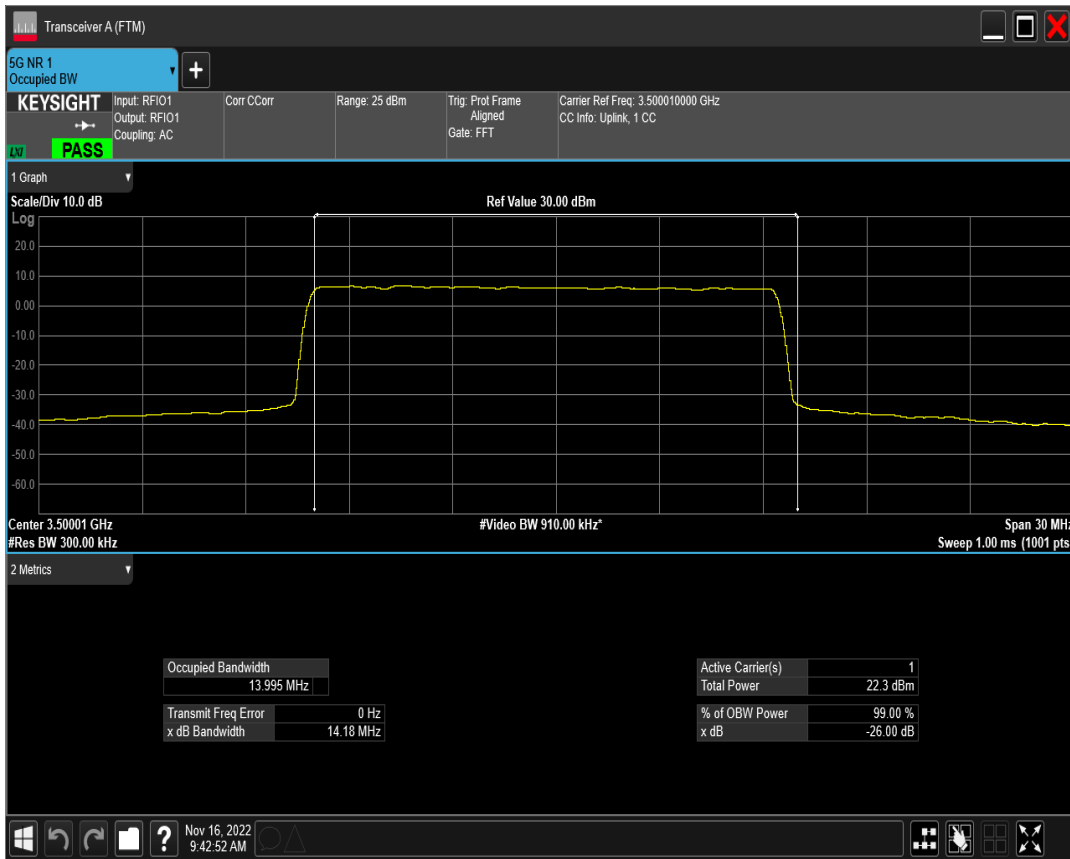 Transceiver A (FTM)
5G NR 1
Occupied BW
+
KEYSIGHT
LXI
PASS
Input: RFIO1
Output: RFIO1
Coupling: AC
Corr CCorr
Range: 25 dBm
Trig: Prot Frame
Aligned
Gate: FFT
Carrier Ref Freq: 3.500010000 GHz
CC Info: Uplink, 1 CC
1 Graph
Scale/Div 10.0 dB
Ref Value 30.00 dBm
Log
20.0
10.0
0.00
-10.0
-20.0
-30.0
-40.0
-50.0
-60.0
Center 3.50001 GHz
#Video BW 910.00 kHz*
Span 30 MHz
#Res BW 300.00 kHz
Sweep 1.00 ms (1001 pts
2 Metrics
Occupied Bandwidth
13.995 MHz
Transmit Freq Error 0 Hz
x dB Bandwidth 14.18 MHz
Active Carrier(s) 1
Total Power 22.3 dBm
% of OBW Power 99.00 %
x dB -26.00 dB
?
Nov 16, 2022
9:42:52 AM